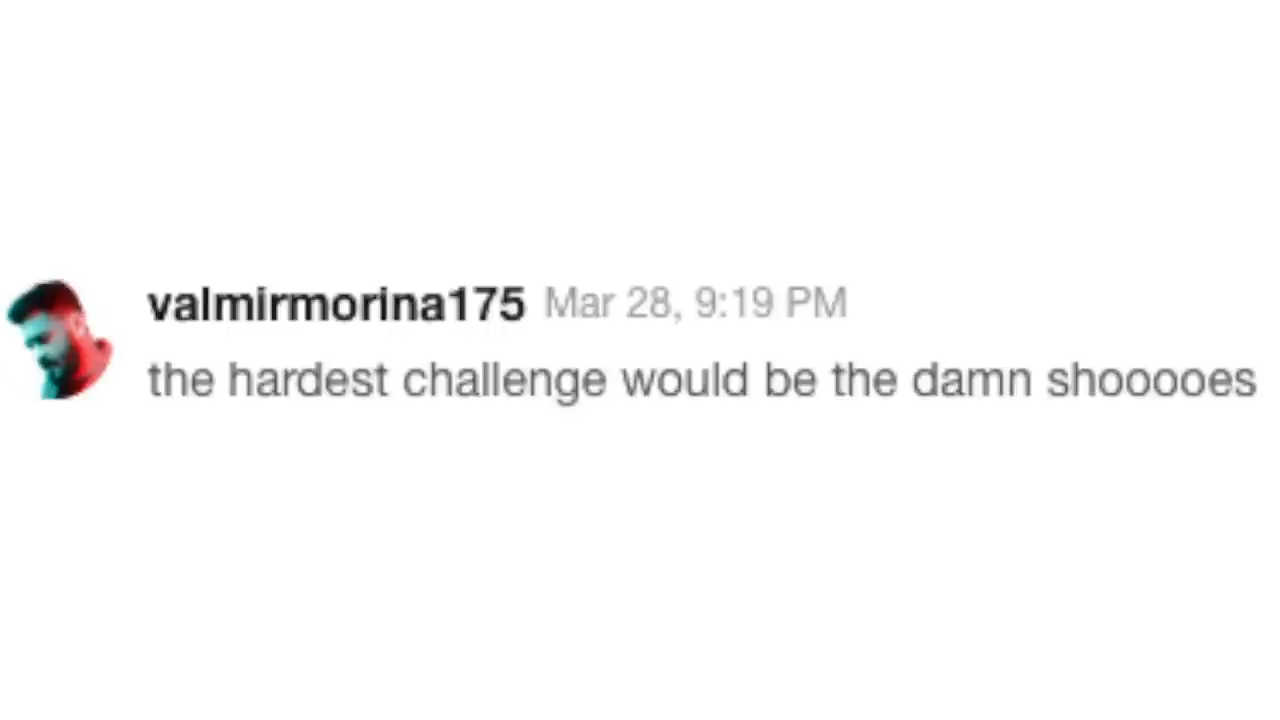 valmirmorina175 Mar 28, 9:19 PM
the hardest challenge would be the damn shooooes